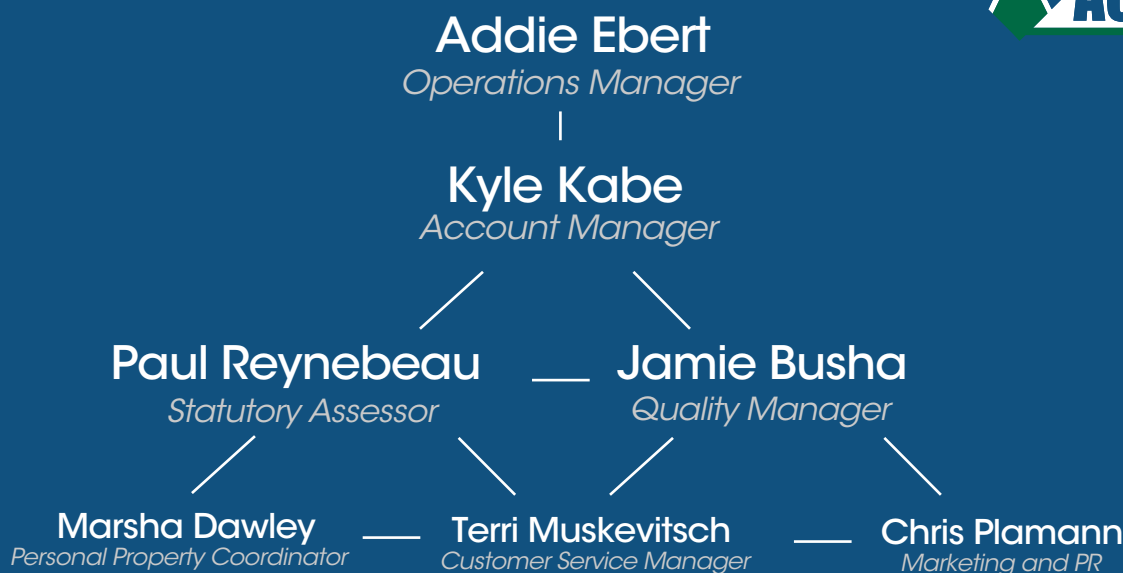 Addie Ebert
Operations Manager
Kyle Kabe
Account Manager
Paul Reynebeau
Jamie Busha
Statutory Assessor
Quality Manager
Marsha Dawley
Terri Muskevitsch
Chris Plamann
Personal Property Coordinator
Customer Service Manager
Marketing and PR